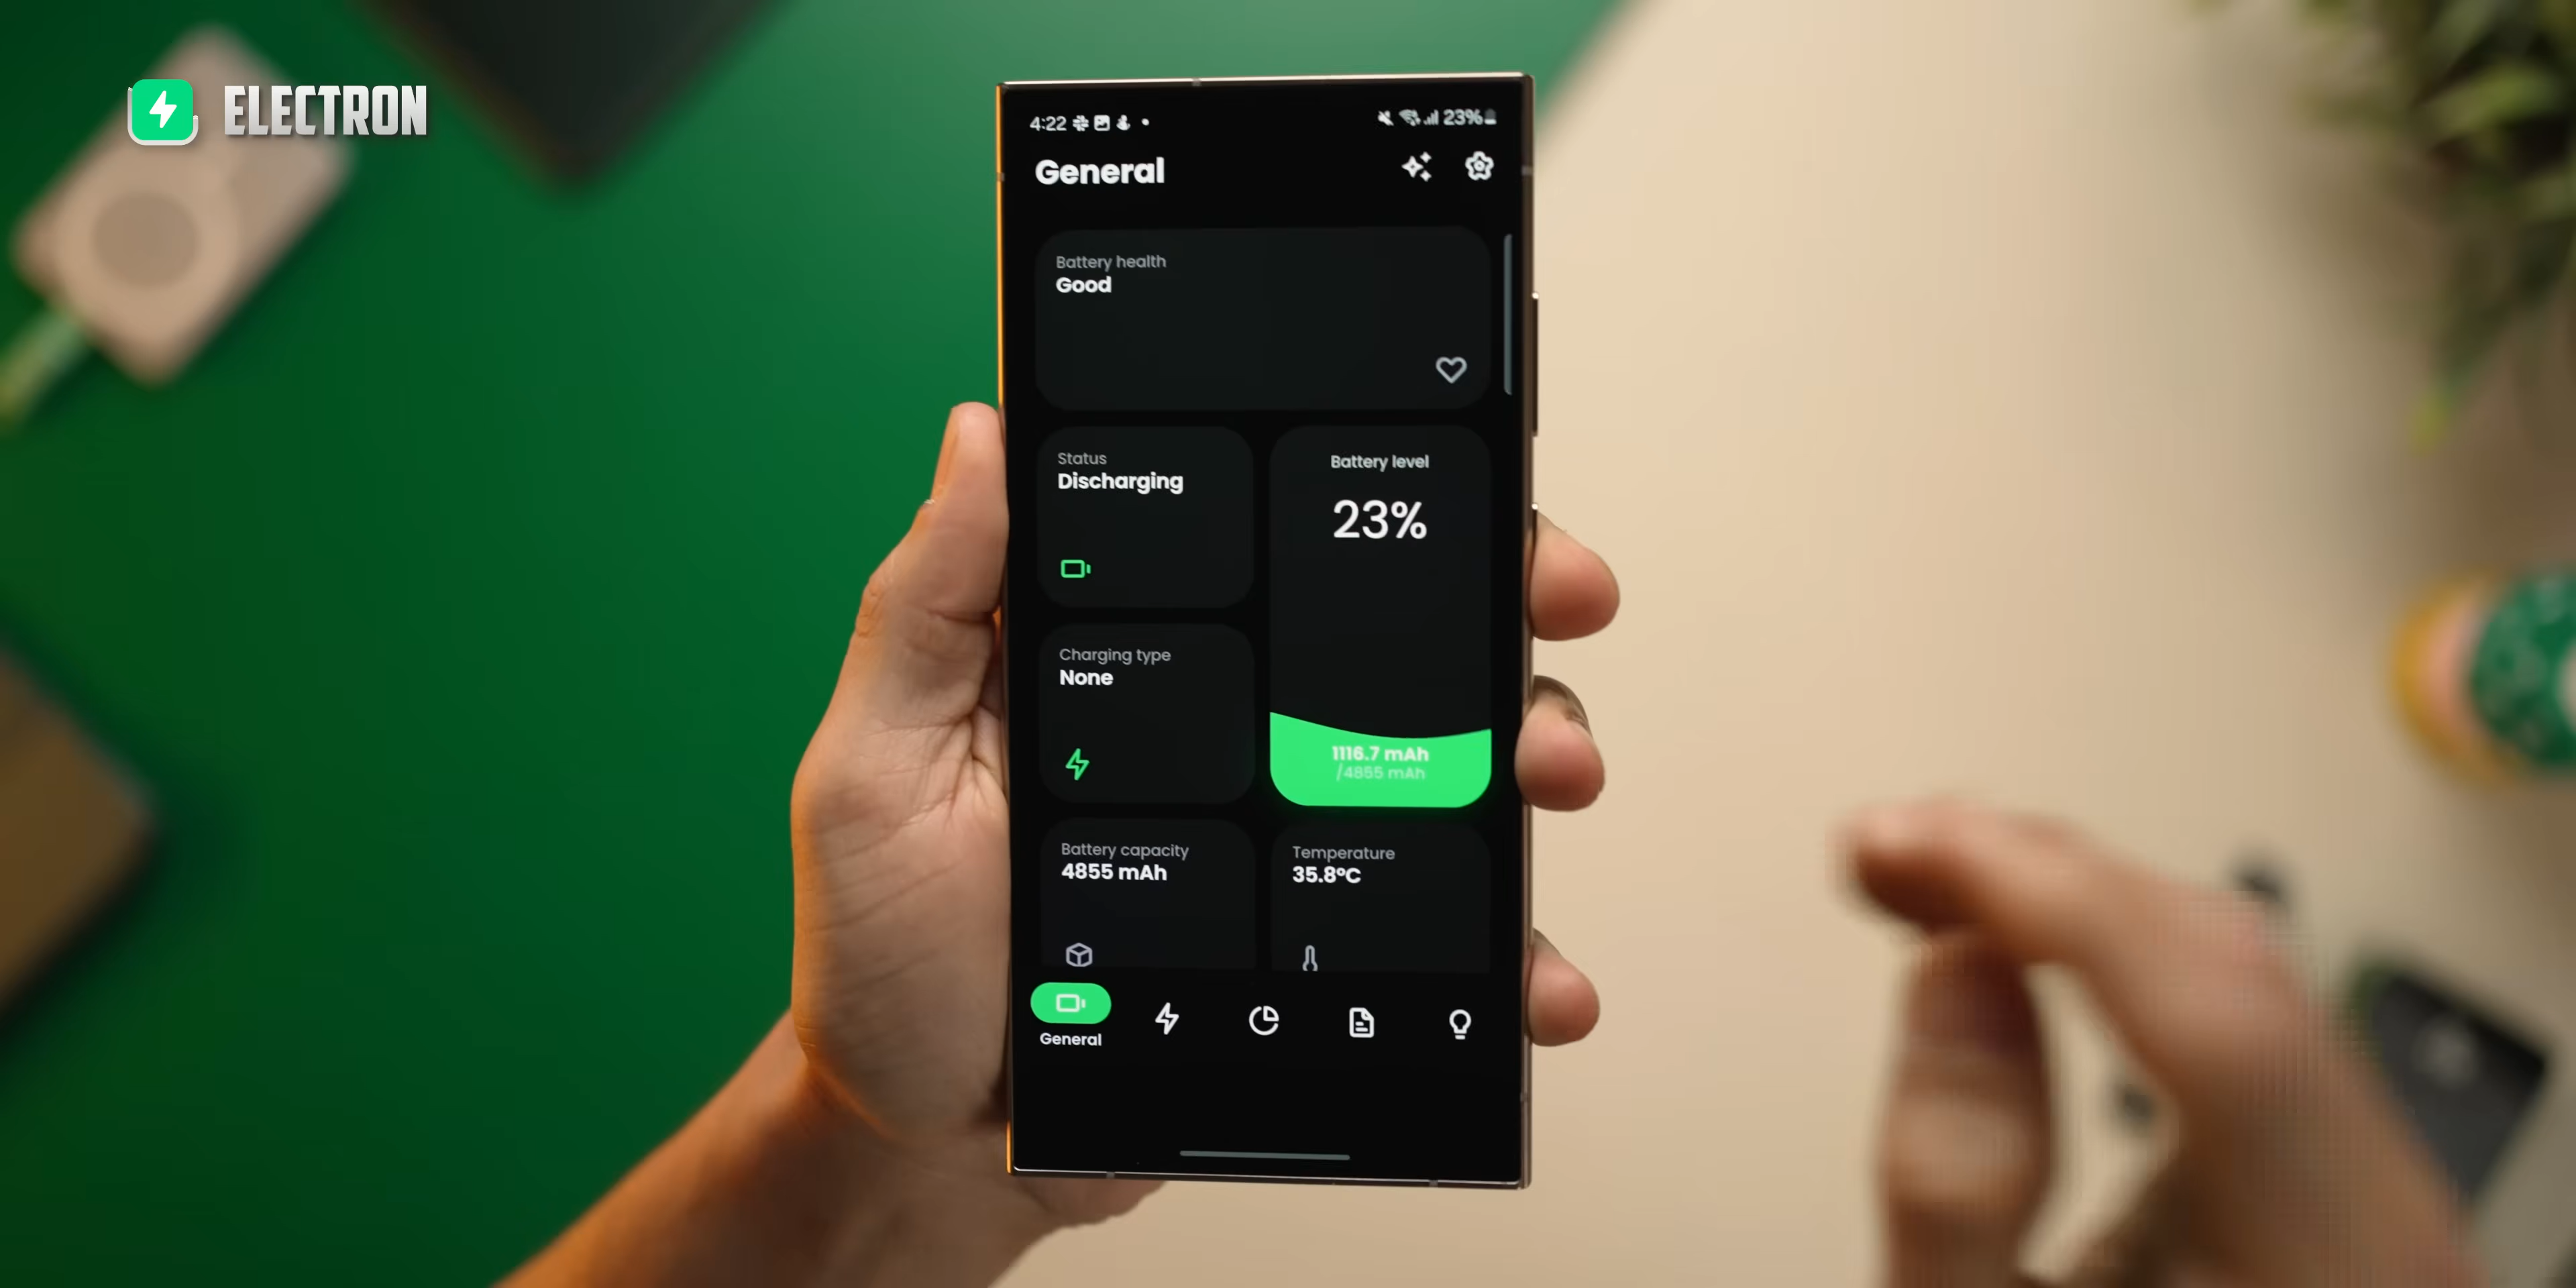 ELECTRON
4:22
23%
General
Battery health
Good
Status
Discharging
Battery level
23%
Charging type
None
1116.7 mAh
/4855 mAh
Battery capacity
4855 mAh
Temperature
35.8°C
General